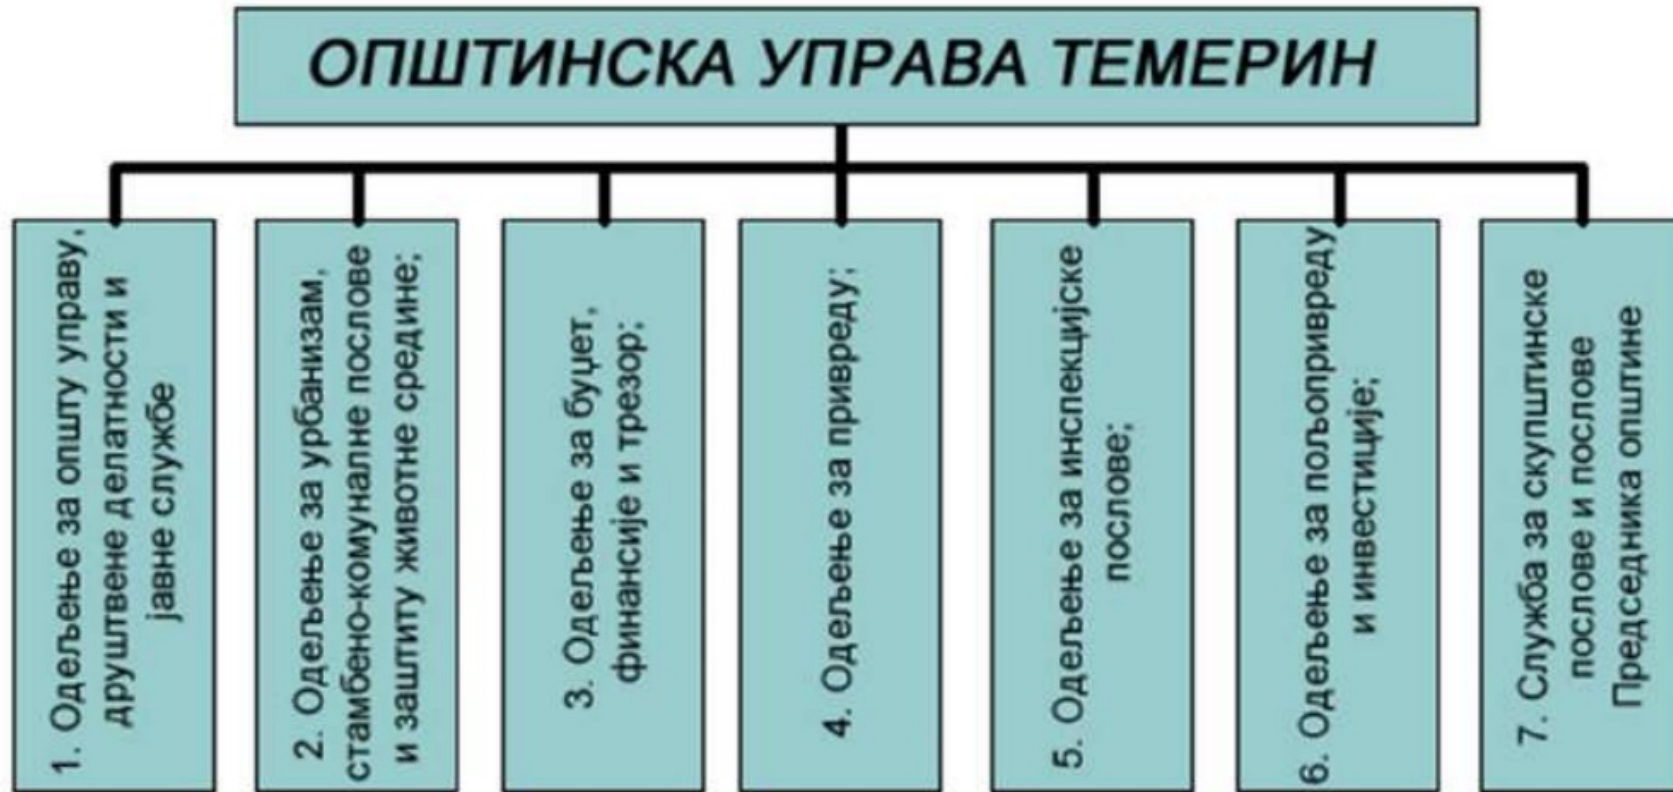 ОПШТИНСКА УПРАВА ТЕМЕРИН
1. Одељење за општу управу,
друштвене делатности и
јавне службе
2. Одељење за урбанизам,
стамбено-комуналне послове
и заштиту животне средине;
3. Одељење за буџет,
финансије и трезор;
4. Одељење за привреду;
5. Одељење за инспекцијске
послове;
6. Одељење за пољопривреду
и инвестиције;
7. Служба за скупштинске
послове и послове
Председника општине